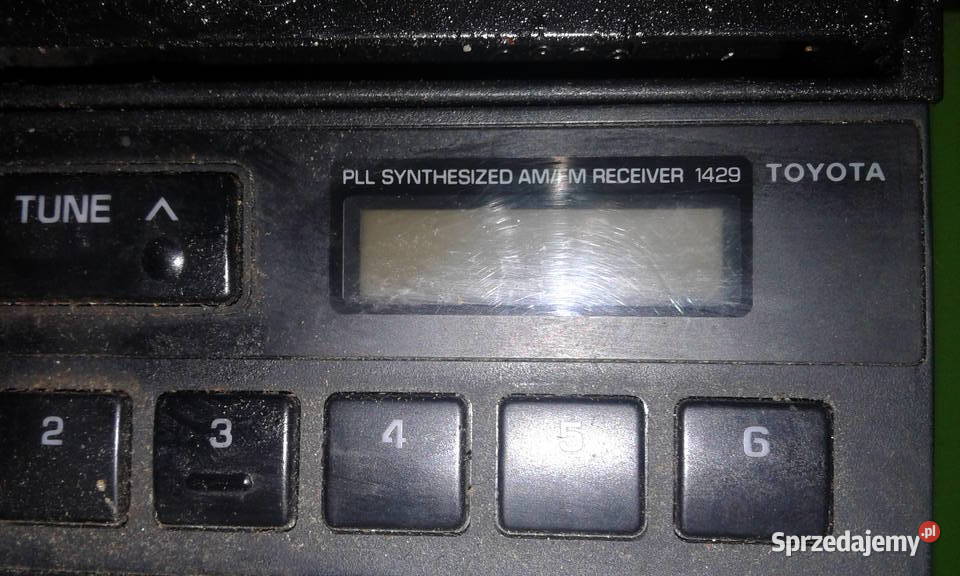 PLL SYNTHESIZED AM/FM RECEIVER 1429 TOYOTA
TUNE
2 3 4 5 6
Sprzedajemy.pl